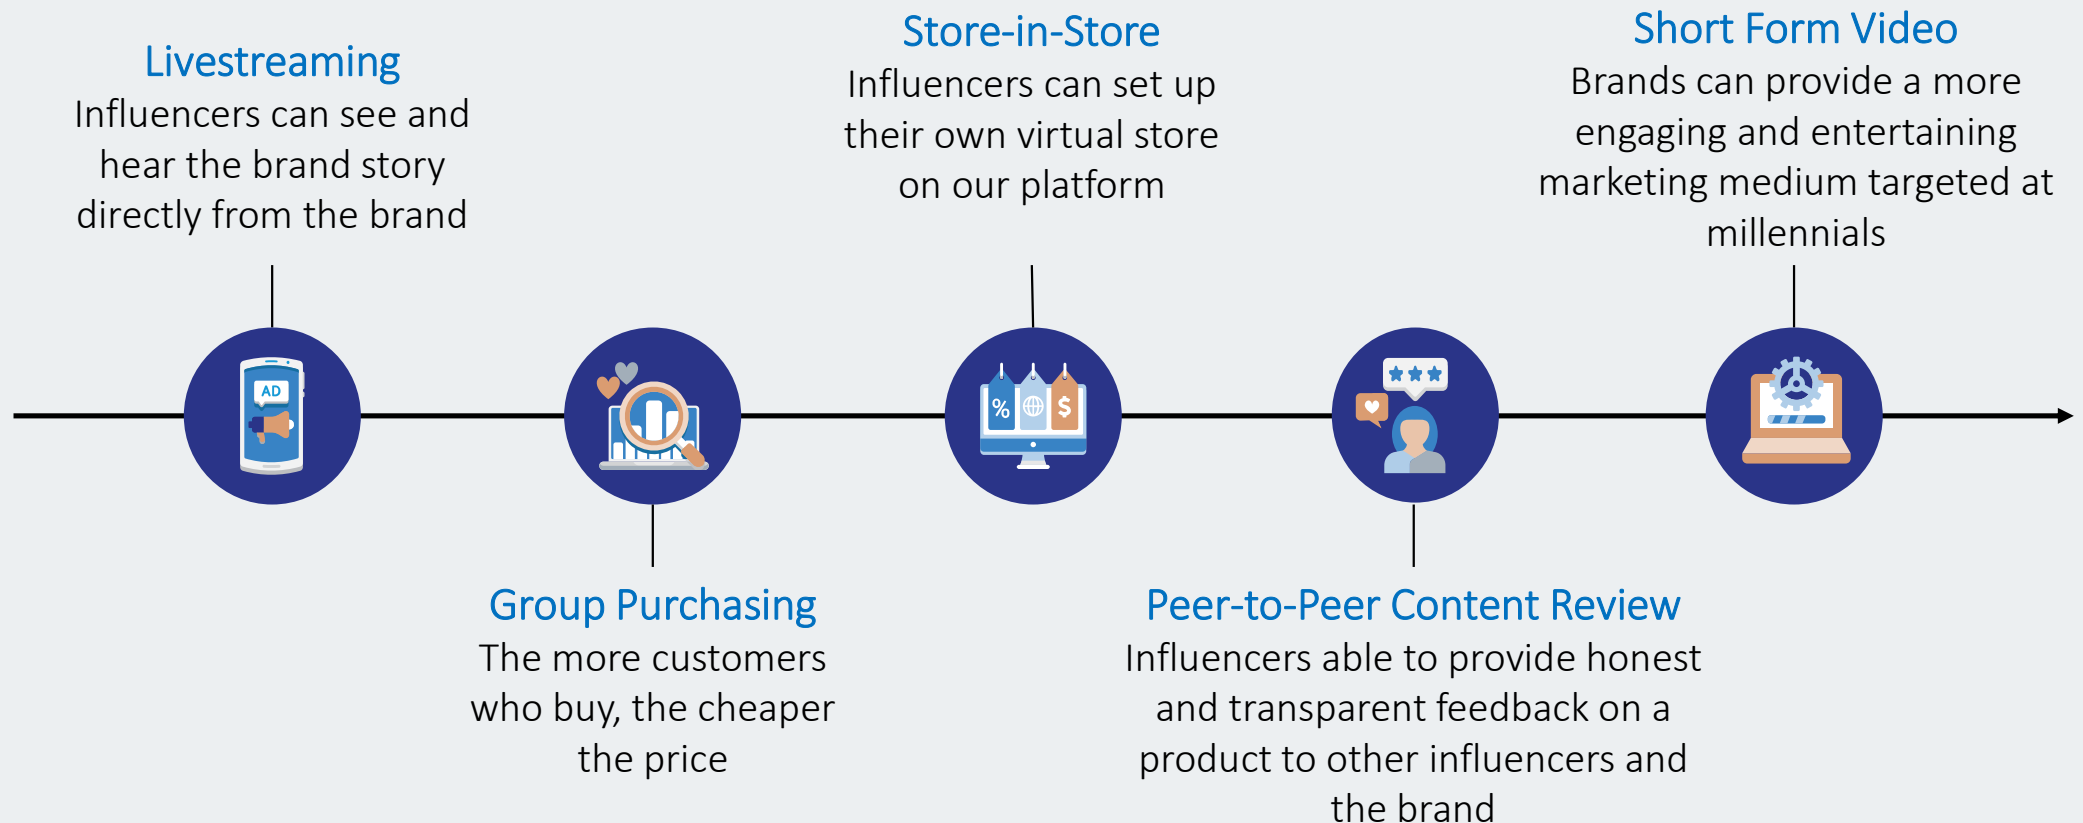 Livestreaming
Influencers can see and
hear the brand story
directly from the brand
Store-in-Store
Influencers can set up
their own virtual store
on our platform
Short Form Video
Brands can provide a more
engaging and entertaining
marketing medium targeted at
millennials
AD
%
$
Group Purchasing
The more customers
who buy, the cheaper
the price
Peer-to-Peer Content Review
Influencers able to provide honest
and transparent feedback on a
product to other influencers and
the brand